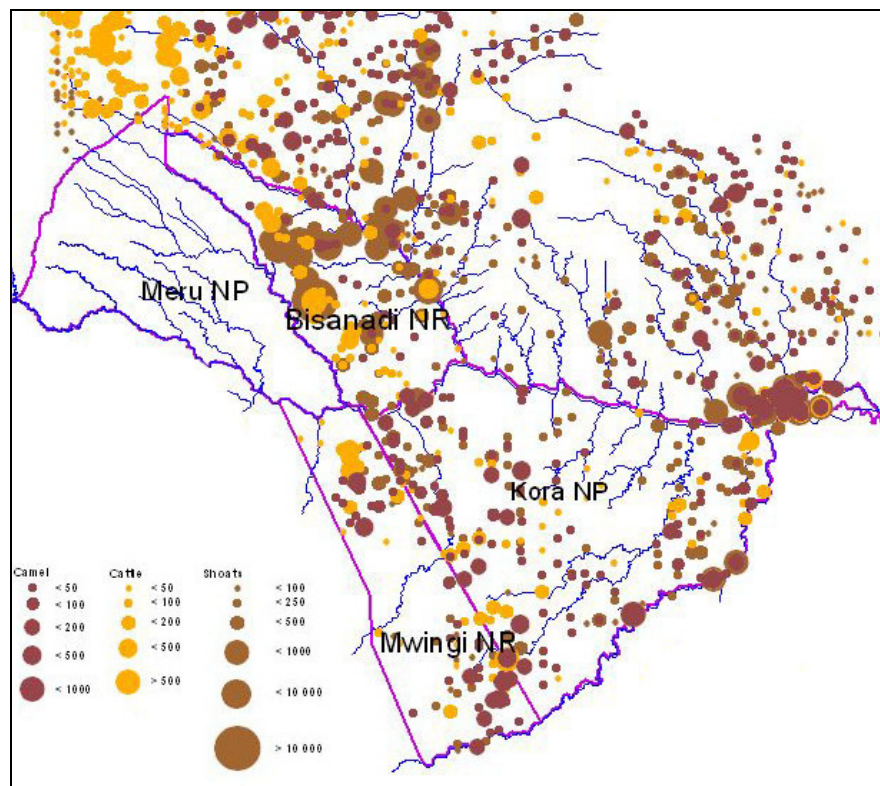 Meru NP
Bisanadi NR
Kora NP
Mwingi NR
Camel
< 50
< 100
< 200
< 500
< 1000
Cattle
< 50
< 100
< 200
< 500
> 500
Shoats
< 100
< 250
< 500
< 1000
< 10 000
> 10 000